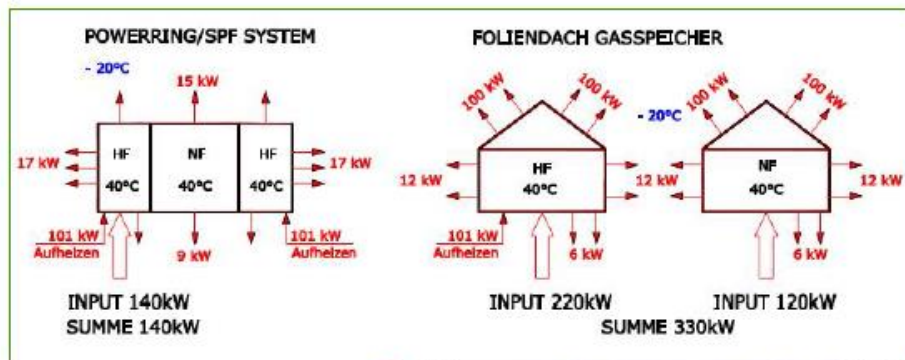 POWERRING/SPF SYSTEM
- 20°C
15 kW
HF
NF
HF
17 kW
17 kW
40°C
40°C
40°C
101 kW
Aufheizen
9 kW
101 kW
Aufheizen
INPUT 140kW
SUMME 140kW
FOLIENDACH GASSPEICHER
100 kW
100 kW
- 20°C
100 kW
100 kW
HF
40°C
NF
40°C
12 kW
12 kW
12 kW
101 kW
Aufheizen
6 kW
6 kW
INPUT 220kW
INPUT 120kW
SUMME 330kW